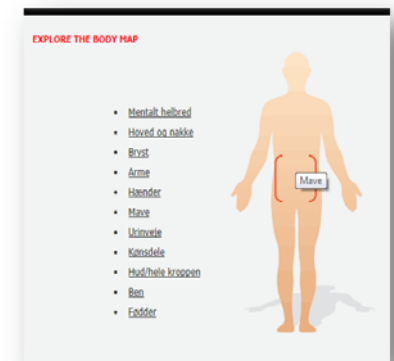 EXPLORE THE BODY MAP
Mentalt helbred
Hoved og nakke
Bryst
Arme
Hænder
Mave
Urinveje
Kønsdele
Hud/hele kroppen
Ben
Fødder
Mave